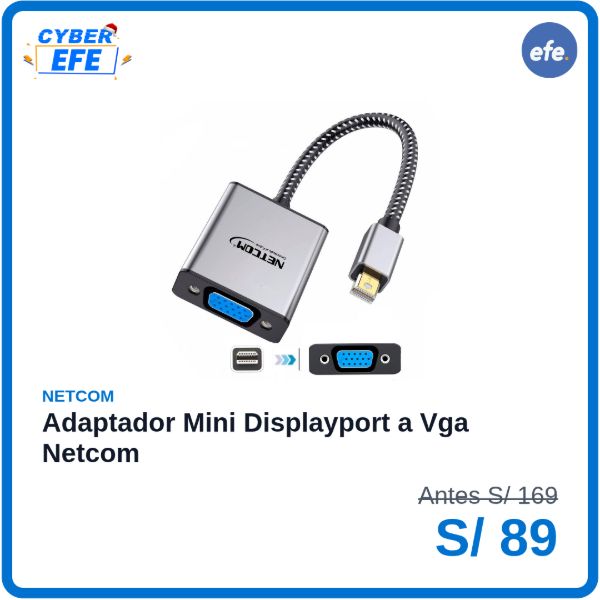 CYBER
EFE
efe.
NETCOM
NETCOM
Adaptador Mini Displayport a Vga
Netcom
Antes S/ 169
S/ 89